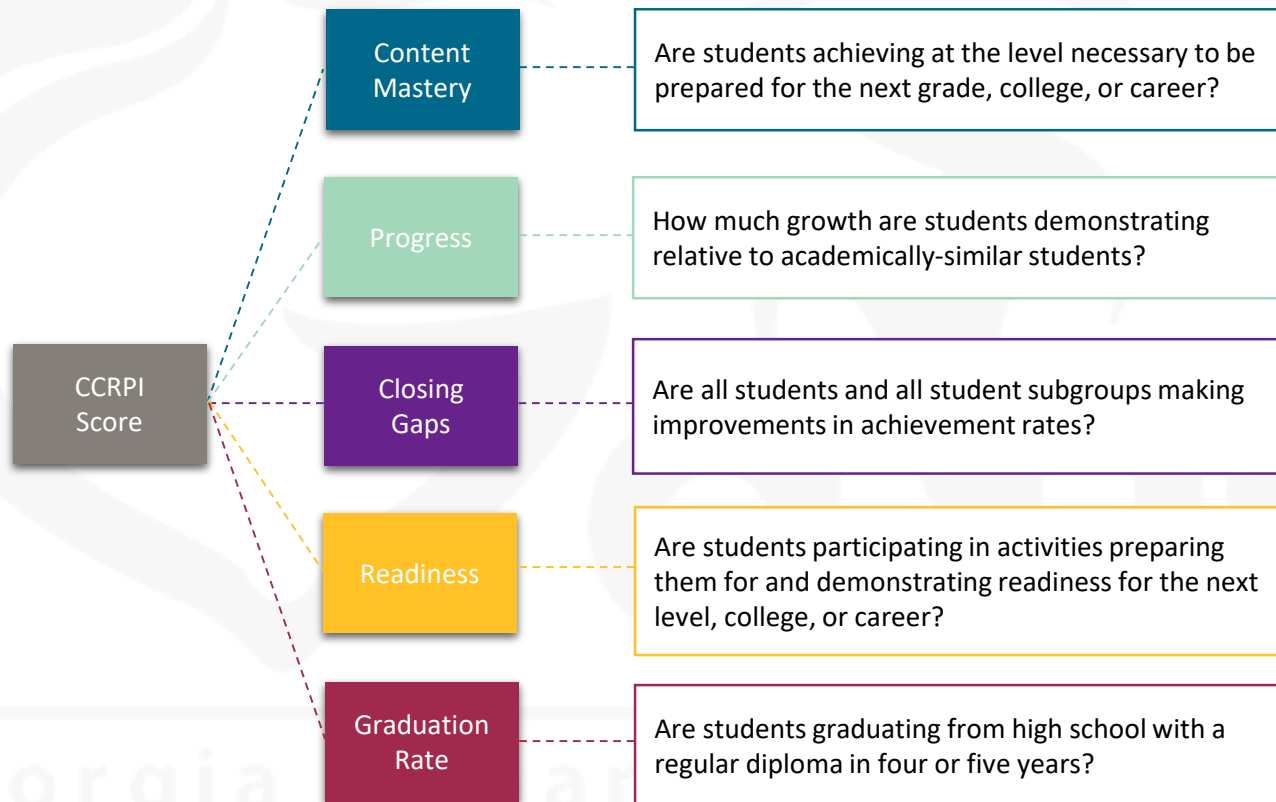 Content
Mastery
Are students achieving at the level necessary to be
prepared for the next grade, college, or career?
Progress
How much growth are students demonstrating
relative to academically-similar students?
CCRPI
Score
Closing
Gaps
Are all students and all student subgroups making
improvements in achievement rates?
Readiness
Are students participating in activities preparing
them for and demonstrating readiness for the next
level, college, or career?
Graduation
Rate
Are students graduating from high school with a
regular diploma in four or five years?